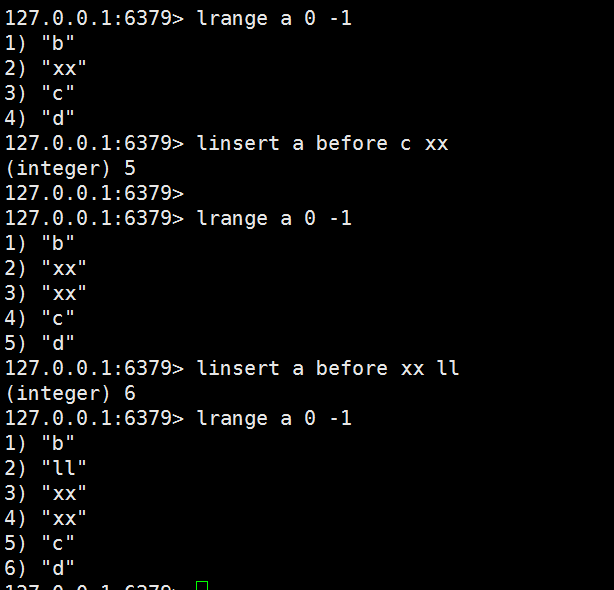 127.0.0.1:6379> lrange a 0 -1
1) "b"
2) "xx"
3) "c"
4) "d"
127.0.0.1:6379> linsert a before c xx
(integer) 5
127.0.0.1:6379>
127.0.0.1:6379> lrange a 0 -1
1) "b"
2) "xx"
3) "xx"
4) "c"
5) "d"
127.0.0.1:6379> linsert a before xx ll
(integer) 6
127.0.0.1:6379> lrange a 0 -1
1) "b"
2) "ll"
3) "xx"
4) "xx"
5) "c"
6) "d"
127.0.0.1:6379>